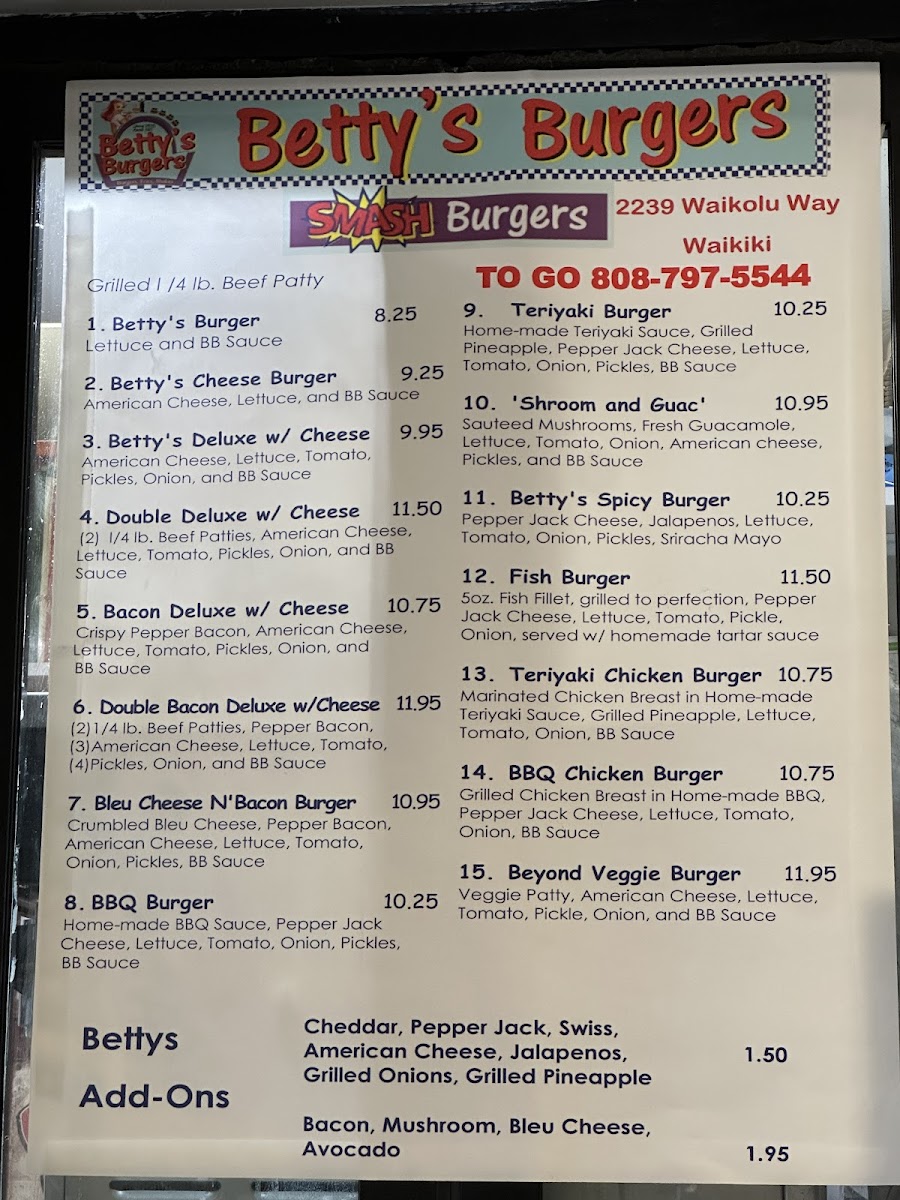 Betty's Burgers
Betty's
Burgers
SMASH Burgers
2239 Waikolu Way
Waikiki
TO GO 808-797-5544
Grilled 1/4 lb. Beef Patty
1. Betty's Burger 8.25
Lettuce and BB Sauce
2. Betty's Cheese Burger 9.25
American Cheese, Lettuce, and BB Sauce
3. Betty's Deluxe w/ Cheese 9.95
American Cheese, Lettuce, Tomato,
Pickles, Onion, and BB Sauce
4. Double Deluxe w/ Cheese 11.50
(2) 1/4 lb. Beef Patties, American Cheese,
Lettuce, Tomato, Pickles, Onion, and BB
Sauce
5. Bacon Deluxe w/ Cheese 10.75
Crispy Pepper Bacon, American Cheese,
Lettuce, Tomato, Pickles, Onion, and
BB Sauce
6. Double Bacon Deluxe w/Cheese 11.95
(2)1/4 lb. Beef Patties, Pepper Bacon,
(3)American Cheese, Lettuce, Tomato,
(4)Pickles, Onion, and BB Sauce
7. Bleu Cheese N'Bacon Burger 10.95
Crumbled Bleu Cheese, Pepper Bacon,
American Cheese, Lettuce, Tomato,
Onion, Pickles, BB Sauce
8. BBQ Burger 10.25
Home-made BBQ Sauce, Pepper Jack
Cheese, Lettuce, Tomato, Onion, Pickles,
BB Sauce
9. Teriyaki Burger 10.25
Home-made Teriyaki Sauce, Grilled
Pineapple, Pepper Jack Cheese, Lettuce,
Tomato, Onion, Pickles, BB Sauce
10. 'Shroom and Guac' 10.95
Sauteed Mushrooms, Fresh Guacamole,
Lettuce, Tomato, Onion, American cheese,
Pickles, and BB Sauce
11. Betty's Spicy Burger 10.25
Pepper Jack Cheese, Jalapenos, Lettuce,
Tomato, Onion, Pickles, Sriracha Mayo
12. Fish Burger 11.50
5oz. Fish Fillet, grilled to perfection, Pepper
Jack Cheese, Lettuce, Tomato, Pickle,
Onion, served w/ homemade tartar sauce
13. Teriyaki Chicken Burger 10.75
Marinated Chicken Breast in Home-made
Teriyaki Sauce, Grilled Pineapple, Lettuce,
Tomato, Onion, BB Sauce
14. BBQ Chicken Burger 10.75
Grilled Chicken Breast in Home-made BBQ,
Pepper Jack Cheese, Lettuce, Tomato,
Onion, BB Sauce
15. Beyond Veggie Burger 11.95
Veggie Patty, American Cheese, Lettuce,
Tomato, Pickle, Onion, and BB Sauce
Bettys
Add-Ons
Cheddar, Pepper Jack, Swiss,
American Cheese, Jalapenos,
Grilled Onions, Grilled Pineapple
1.50
Bacon, Mushroom, Bleu Cheese,
Avocado
1.95